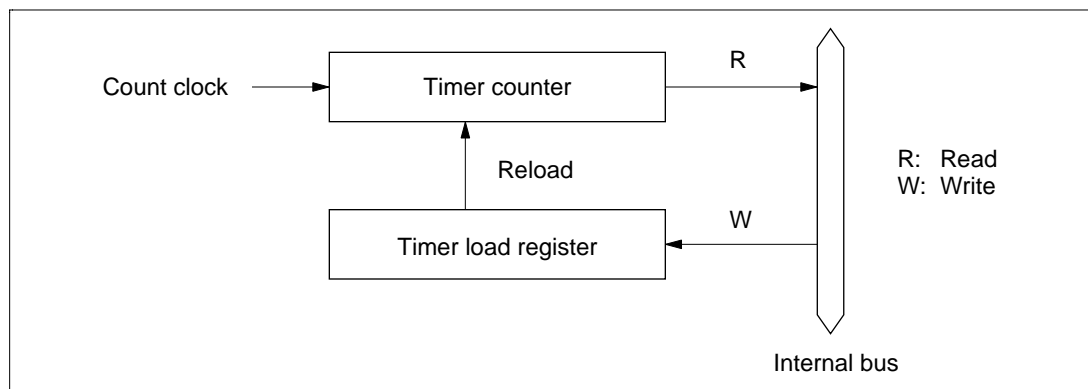 R
Count clock
Timer counter
Reload
R: Read
W: Write
W
Timer load register
Internal bus